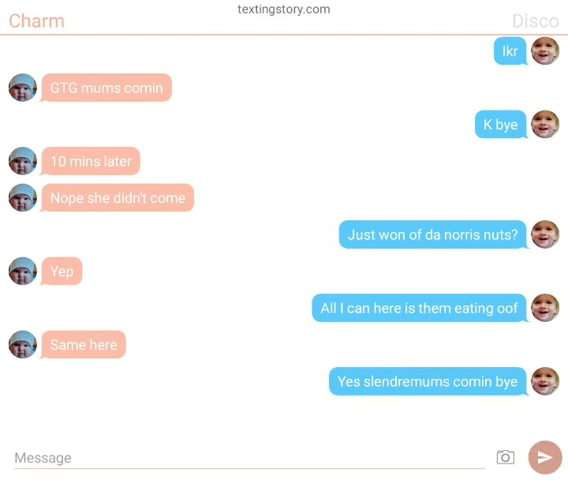 textingstory.com
Charm
Disco
Ikr
GTG mums comin
K bye
10 mins later
Nope she didn't come
Just won of da norris nuts?
Yep
All I can here is them eating oof
Same here
Yes slendremums comin bye
Message